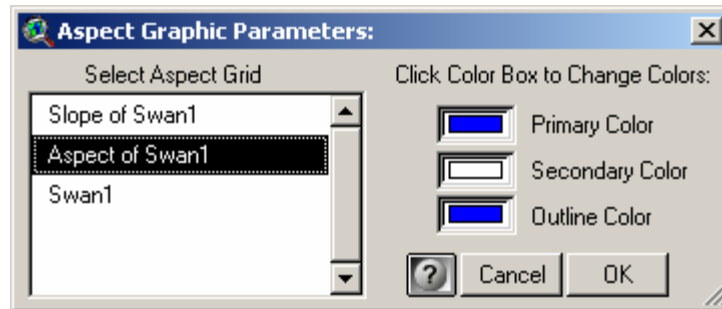 Aspect Graphic Parameters:
Select Aspect Grid
Slope of Swan1
Aspect of Swan1
Swan1
Click Color Box to Change Colors:
Primary Color
Secondary Color
Outline Color
?
Cancel
OK